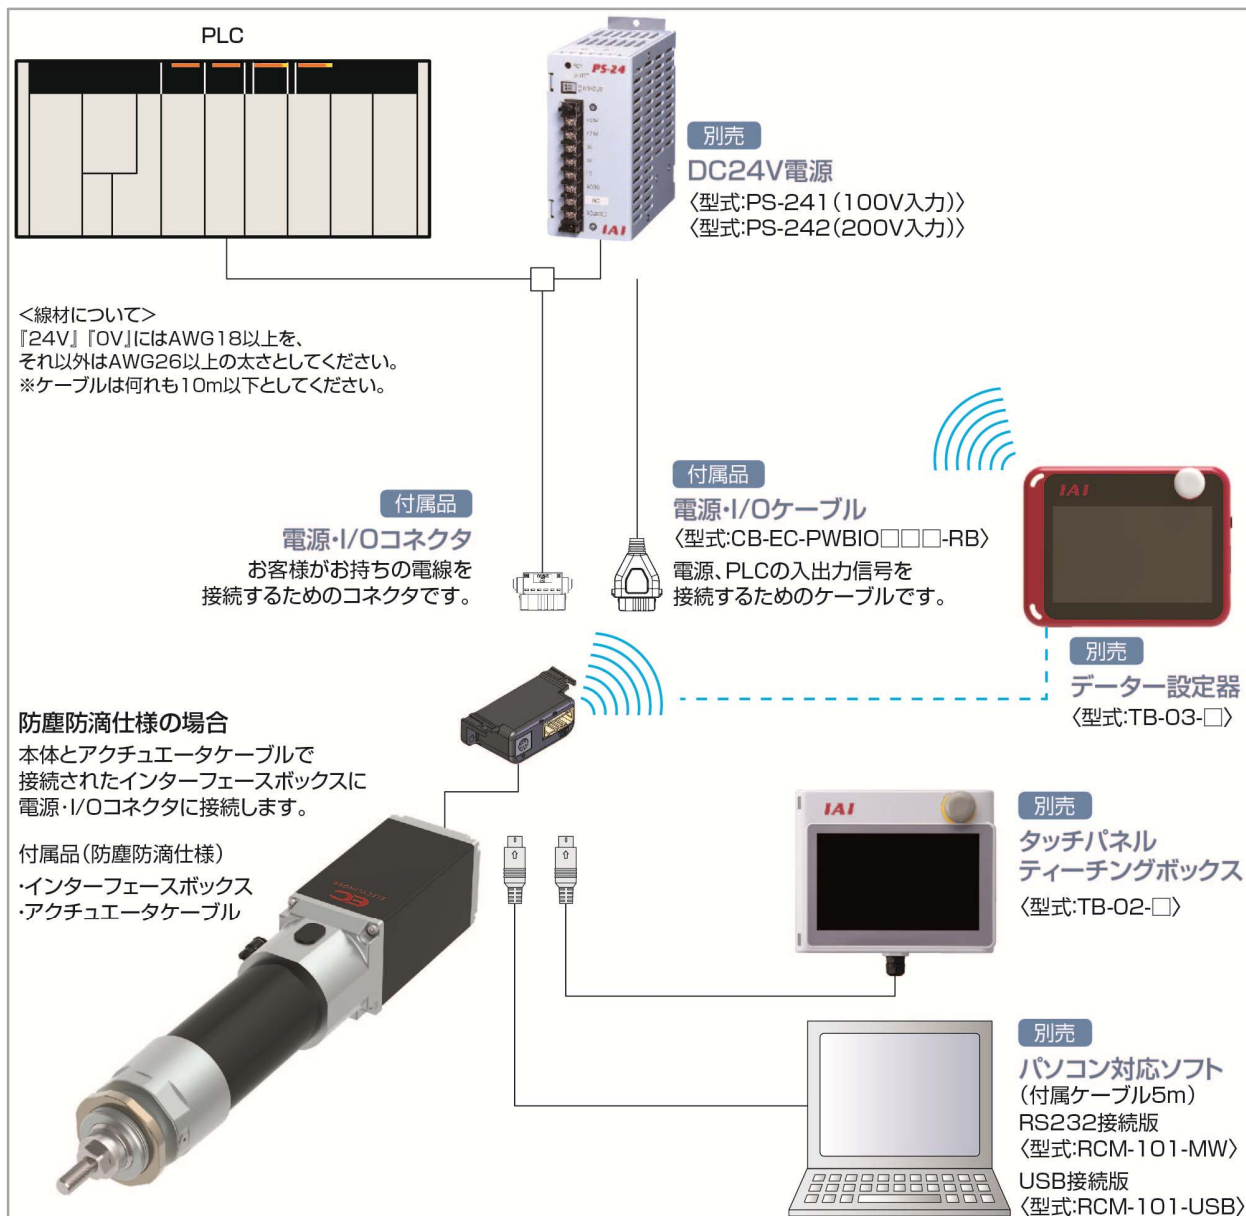 PLC
PS-24
IAI
別売
DC24V電源
〈型式:PS-241(100V入力)〉
〈型式:PS-242(200V入力)〉
<線材について>
『24V』『0V』にはAWG18以上を、
それ以外はAWG26以上の太さとしてください。
※ケーブルは何れも10m以下としてください。
付属品
電源・I/Oコネクタ
お客様がお持ちの電線を
接続するためのコネクタです。
付属品
電源・I/Oケーブル
〈型式:CB-EC-PWBIO□□□-RB〉
電源、PLCの入出力信号を
接続するためのケーブルです。
IAI
別売
データー設定器
〈型式:TB-03-□〉
防塵防滴仕様の場合
本体とアクチュエータケーブルで
接続されたインターフェースボックスに
電源・I/Oコネクタに接続します。
付属品(防塵防滴仕様)
・インターフェースボックス
・アクチュエータケーブル
EC
ELECYLINDER
IAI
別売
タッチパネル
ティーチングボックス
〈型式:TB-02-□〉
別売
パソコン対応ソフト
(付属ケーブル5m)
RS232接続版
〈型式:RCM-101-MW〉
USB接続版
〈型式:RCM-101-USB〉